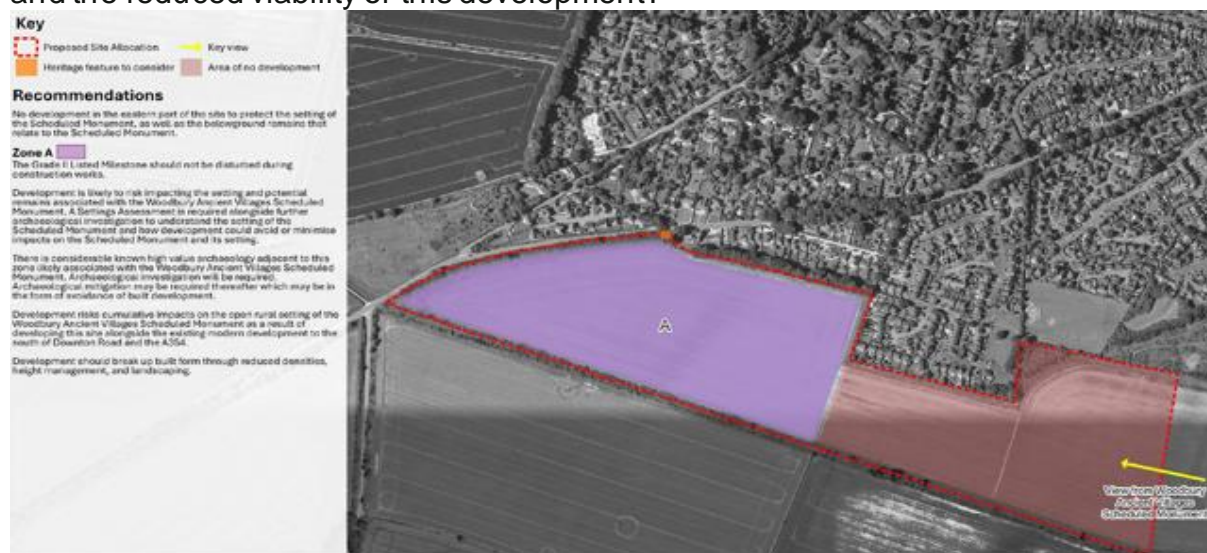 and the reduced viability of this development?
Key
Proposed Site Allocation Key view
Heritage feature to consider Area of no development
Recommendations
No development in the eastern part of the site to protect the setting of
the Scheduled Monument, as well as the belowground remains that
relate to the Scheduled Monument.
Zone A
The Grade II Listed Milestone should not be disturbed during
construction works.
Development is likely to risk impacting the setting and potential
remains associated with the Woodbury Ancient Villages Scheduled
Monument. A Settings Assessment is required alongside further
archaeological investigation to understand the setting of the
Scheduled Monument and how development could avoid or minimise
impacts on the Scheduled Monument and its setting.
There is considerable known high value archaeology adjacent to this
zone likely associated with the Woodbury Ancient Villages Scheduled
Monument. Archaeological investigation will be required.
Archaeological mitigation may be required thereafter which may be in
the form of avoidance of built development.
Development risks cumulative impacts on the open rural setting of the
Woodbury Ancient Villages Scheduled Monument as a result of
developing this site alongside the existing modern development to the
south of Downton Road and the A354.
Development should break up built form through reduced densities,
height management, and landscaping.
A
View from Woodbury
Ancient Villages
Scheduled Monument